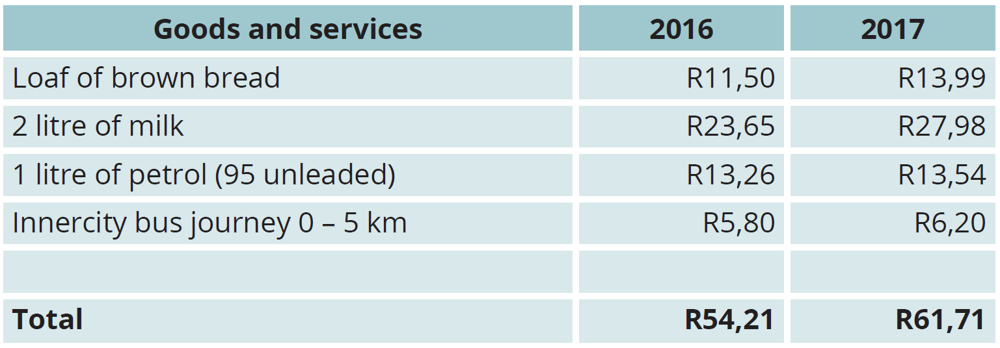 Goods and services 2016 2017
Loaf of brown bread R11,50 R13,99
2 litre of milk R23,65 R27,98
1 litre of petrol (95 unleaded) R13,26 R13,54
Innercity bus journey 0 – 5 km R5,80 R6,20
Total R54,21 R61,71